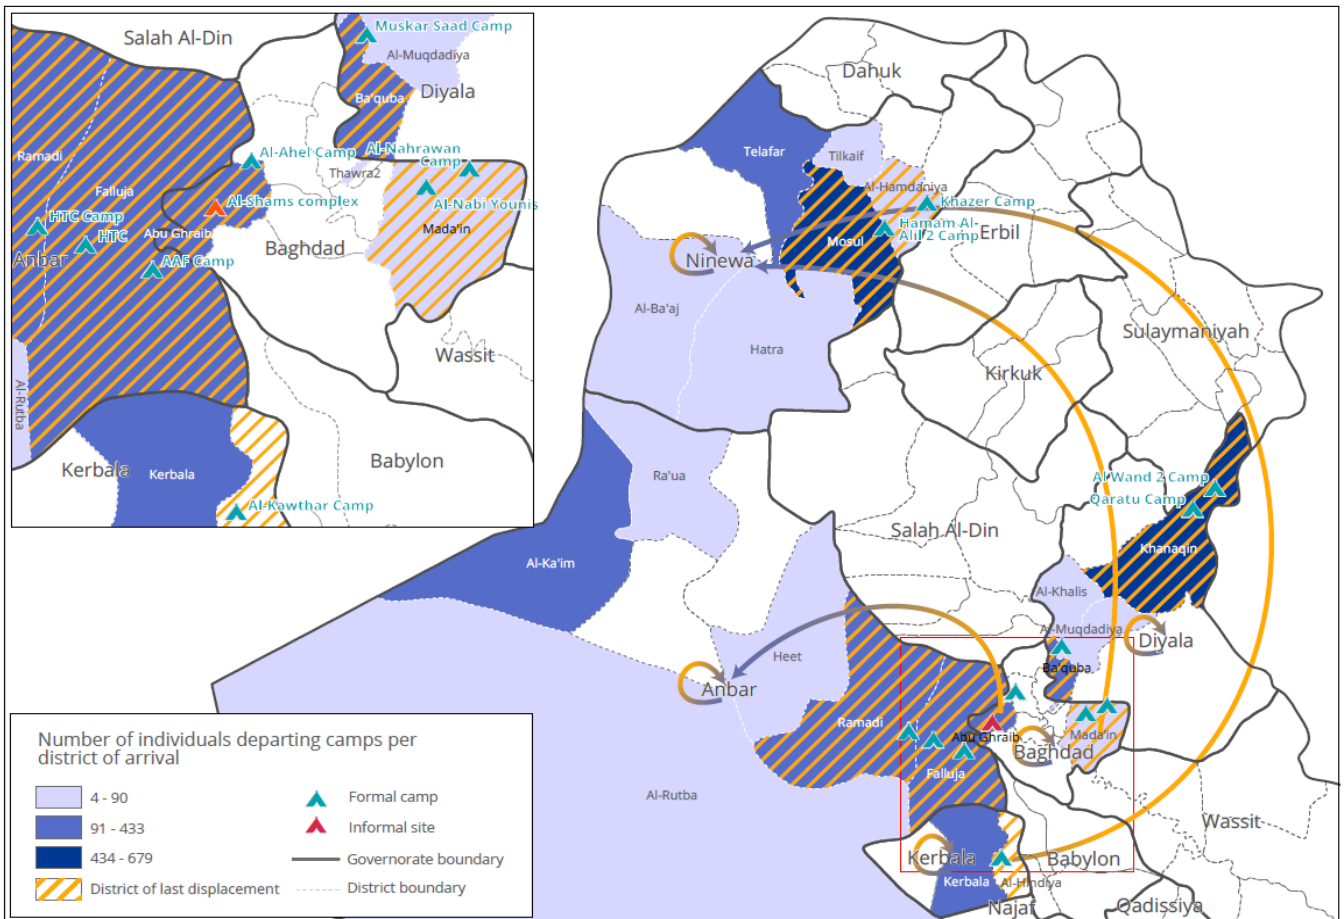 Salah Al-Din
Muskar Saad Camp
Al-Muqdadiya
Ba'quba
Diyala
Ramadi
Al-Ahel Camp
Al-Nahrawan
Camp
Thawra2
Falluja
Al-Shams complex
Al-Nabi Younis
HTC Camp
HTC
Abu Ghraib
Mada'in
Anbar
AAF Camp
Baghdad
Wassit
Al-Rutba
Kerbala
Kerbala
Babylon
Al-Kawthar Camp
Dahuk
Telafar
Tilkaif
Al-Hamdaniya
Khazer Camp
Hamam Al-
Alil 2 Camp
Erbil
Mosul
Ninewa
Al-Ba'aj
Hatra
Sulaymaniyah
Kirkuk
Ra'ua
Al Wand 2 Camp
Qaratu Camp
Salah Al-Din
Khanaqin
Al-Ka'im
Al-Khalis
Al-Muqdadiya
Diyala
Heet
Ba'quba
Anbar
Ramadi
Abu Ghraib
Mada'in
Baghdad
Falluja
Al-Rutba
Wassit
Kerbala
Babylon
Kerbala
Al-Hindiya
Najaf
Qadissiya
Number of individuals departing camps per
district of arrival
4 - 90
91 - 433
434 - 679
District of last displacement
Formal camp
Informal site
Governorate boundary
District boundary